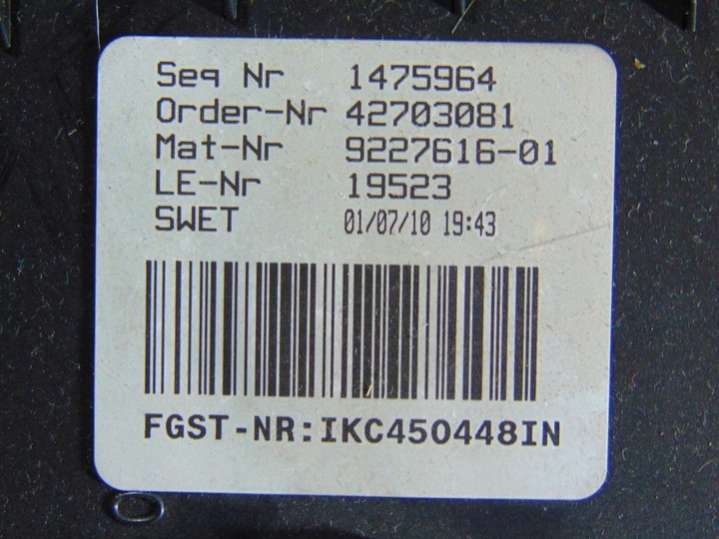 Seq Nr 1475964
Order-Nr 42703081
Mat-Nr 9227616-01
LE-Nr 19523
SWET 01/07/10 19:43
FGST-NR:IKC450448IN